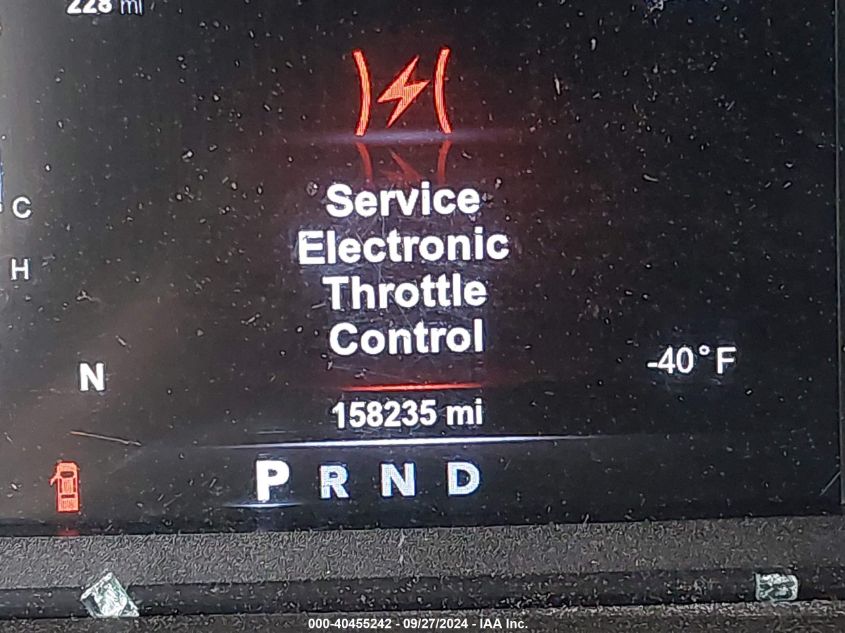 228 mi
Service
Electronic
Throttle
Control
C
H
N
-40°F
158235 mi
P R N D
000-40455242 - 09/27/2024 - IAA Inc.